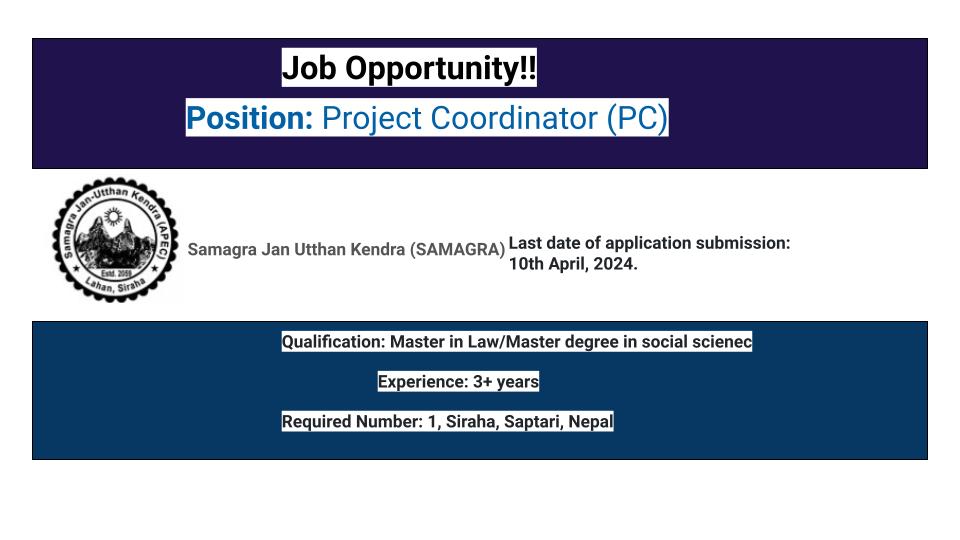 Job Opportunity!!
Position: Project Coordinator (PC)
Samagra Jan-Utthan Kendra (APEC)
Estd. 2059
Lahan, Siraha
Samagra Jan Utthan Kendra (SAMAGRA)
Last date of application submission:
10th April, 2024.
Qualification: Master in Law/Master degree in social scienec
Experience: 3+ years
Required Number: 1, Siraha, Saptari, Nepal